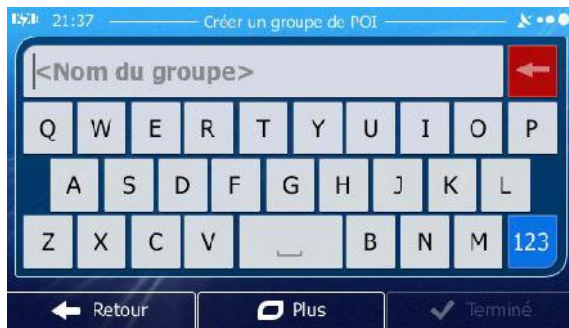 21:37 Créer un groupe de POI
<Nom du groupe>
Q W E R T Y U I O P
A S D F G H J K L
Z X C V B N M 123
Retour Plus Terminé